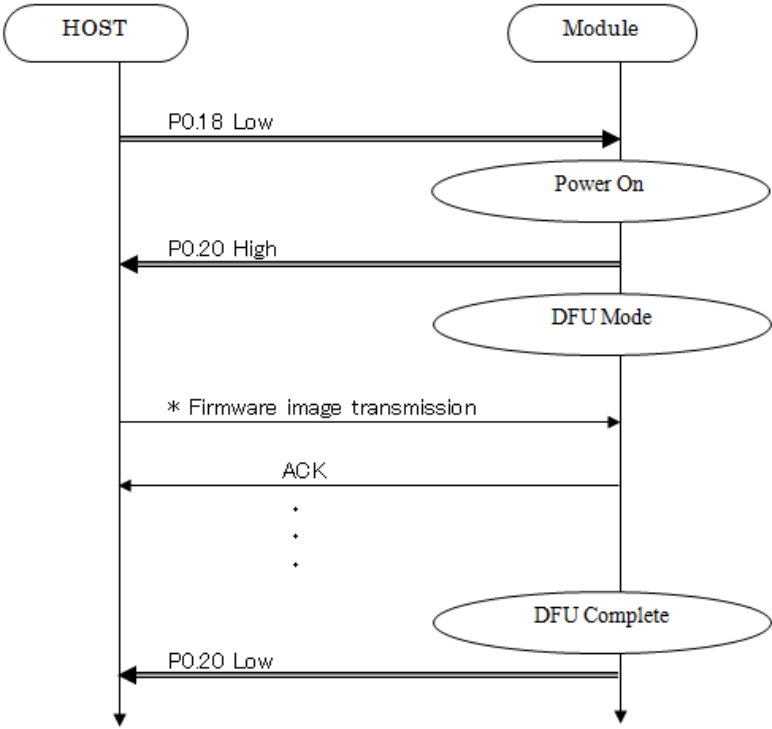 HOST
Module
P0.18 Low
Power On
P0.20 High
DFU Mode
* Firmware image transmission
ACK
DFU Complete
P0.20 Low